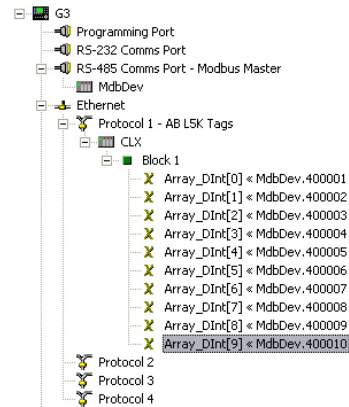 G3
Programming Port
RS-232 Comms Port
RS-485 Comms Port - Modbus Master
MdbDev
Ethernet
Protocol 1 - AB L5K Tags
CLX
Block 1
Array_DInt[0] « MdbDev.400001
Array_DInt[1] « MdbDev.400002
Array_DInt[2] « MdbDev.400003
Array_DInt[3] « MdbDev.400004
Array_DInt[4] « MdbDev.400005
Array_DInt[5] « MdbDev.400006
Array_DInt[6] « MdbDev.400007
Array_DInt[7] « MdbDev.400008
Array_DInt[8] « MdbDev.400009
Array_DInt[9] « MdbDev.400010
Protocol 2
Protocol 3
Protocol 4